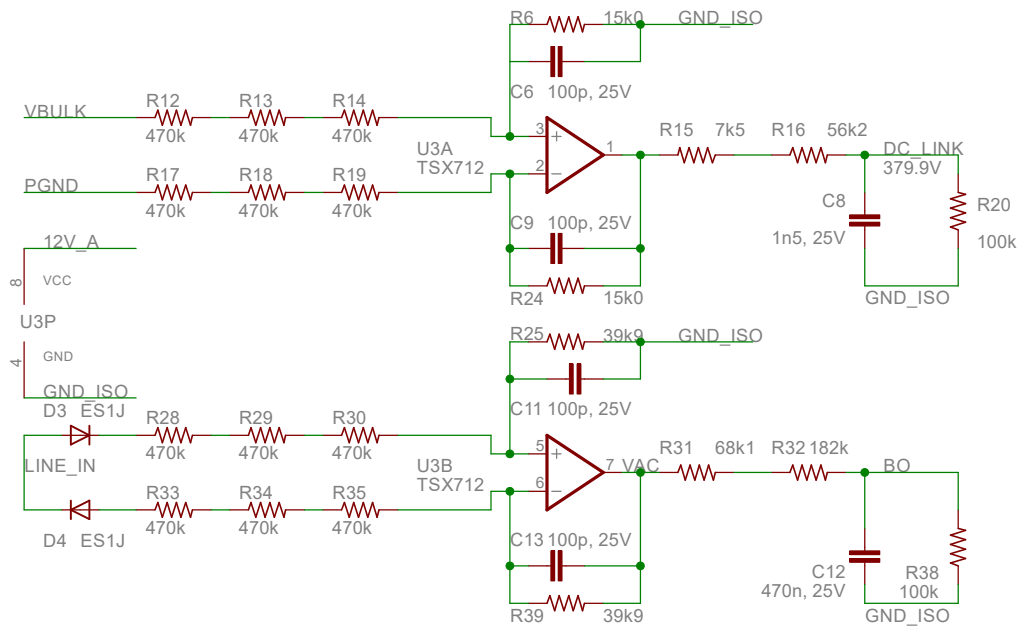 R6 15k0 GND_ISO
C6 100p, 25V
VBULK R12 R13 R14
470k 470k 470k
3 + 1
U3A
TSX712
2 −
R15 7k5 R16 56k2 DC_LINK
379.9V
PGND R17 R18 R19
470k 470k 470k
C9 100p, 25V
C8
1n5, 25V
R20
100k
R24 15k0
GND_ISO
12V_A
8 VCC
U3P
4 GND
GND_ISO
R25 39k9 GND_ISO
C11 100p, 25V
D3 ES1J R28 R29 R30
470k 470k 470k
LINE_IN
5 + 7 VAC
U3B
TSX712
6 −
R31 68k1 R32 182k BO
R33 R34 R35
D4 ES1J 470k 470k 470k
C13 100p, 25V
C12
470n, 25V
R38
100k
R39 39k9
GND_ISO